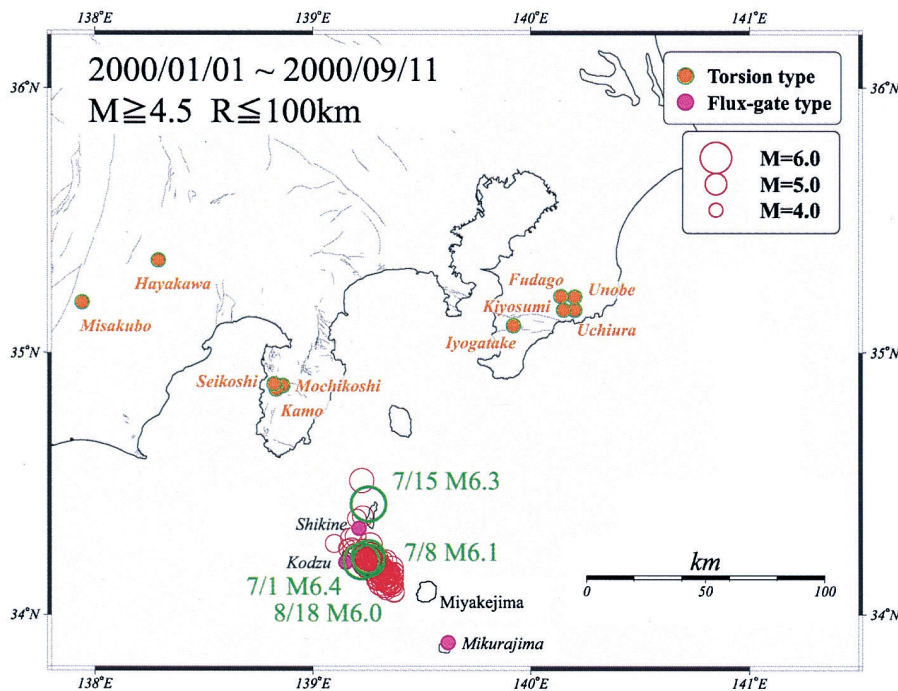 138°E
139°E
140°E
141°E
36°N
36°N
2000/01/01 ~ 2000/09/11
M≧4.5 R≦100km
Torsion type
Flux-gate type
M=6.0
M=5.0
M=4.0
Hayakawa
Misakubo
Fudago
Unobe
Kiyosumi
Iyogatake
Uchiura
35°N
35°N
Seikoshi
Mochikoshi
Kamo
7/15 M6.3
Shikine
7/8 M6.1
Kodzu
7/1 M6.4
8/18 M6.0
Miyakejima
km
0
50
100
34°N
34°N
Mikurajima
138°E
139°E
140°E
141°E